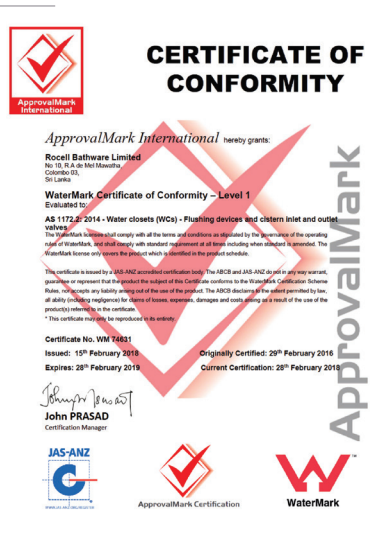 CERTIFICATE OF
CONFORMITY
ApprovalMark
International
ApprovalMark International hereby grants:
Rocell Bathware Limited
No 10, R.A de Mel Mawatha,
Colombo 03,
Sri Lanka
WaterMark Certificate of Conformity – Level 1
Evaluated to:
AS 1172.2: 2014 - Water closets (WCs) - Flushing devices and cistern inlet and outlet
valves
The WaterMark licensee shall comply with all the terms and conditions as stipulated by the governance of the operating
rules of WaterMark, and shall comply with standard requirement at all times including when standard is amended. The
WaterMark license only covers the product which is identified in the product schedule.
This certificate is issued by a JAS-ANZ accredited certification body. The ABCB and JAS-ANZ do not in any way warrant,
guarantee or represent that the product the subject of this Certificate conforms to the WaterMark Certification Scheme
Rules, nor accepts any liability arising out of the use of the product. The ABCB disclaims to the extent permitted by law,
all ability (including negligence) for claims of losses, expenses, damages and costs arising as a result of the use of the
product(s) referred to in the certificate.
* This certificate may only be reproduced in its entirety.
Certificate No. WM 74631
Issued: 15th February 2018
Originally Certified: 29th February 2016
Expires: 28th February 2019
Current Certification: 28th February 2018
John PRASAD
Certification Manager
ApprovalMark
JAS-ANZ
C
ApprovalMark Certification
WaterMark
TM